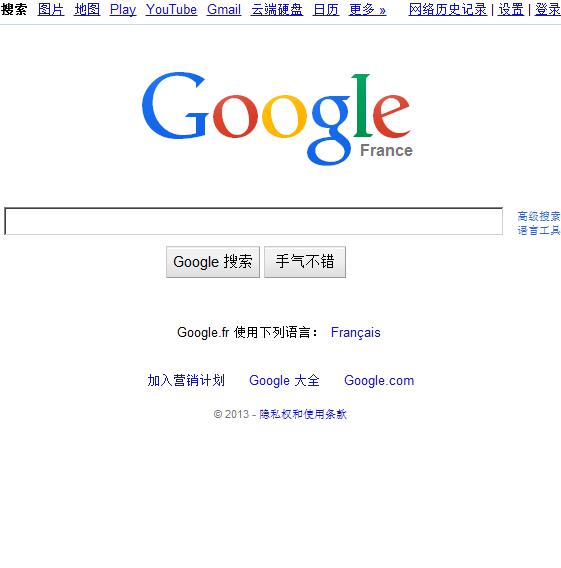 搜索 图片 地图 Play YouTube Gmail 云端硬盘 日历 更多 » 网络历史记录 | 设置 | 登录
Google
France
高级搜索
语言工具
Google 搜索 手气不错
Google.fr 使用下列语言： Français
加入营销计划 Google 大全 Google.com
© 2013 - 隐私权和使用条款